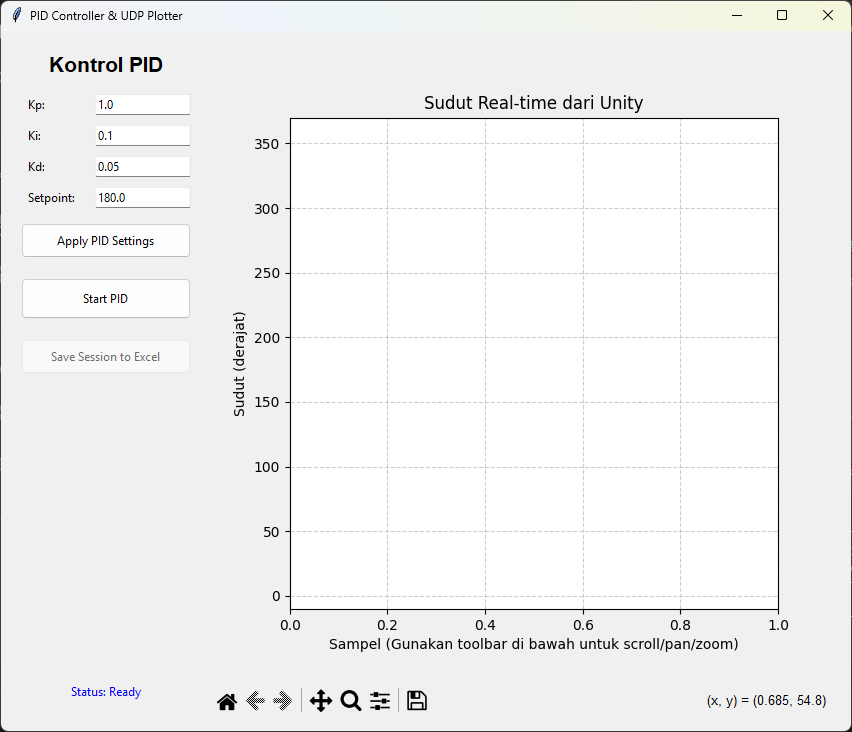 PID Controller & UDP Plotter
Kontrol PID
Kp: 1.0
Ki: 0.1
Kd: 0.05
Setpoint: 180.0
Apply PID Settings
Start PID
Save Session to Excel
Status: Ready
Sudut Real-time dari Unity
Sudut (derajat)
350
300
250
200
150
100
50
0
0.0 0.2 0.4 0.6 0.8 1.0
Sampel (Gunakan toolbar di bawah untuk scroll/pan/zoom)
(x, y) = (0.685, 54.8)